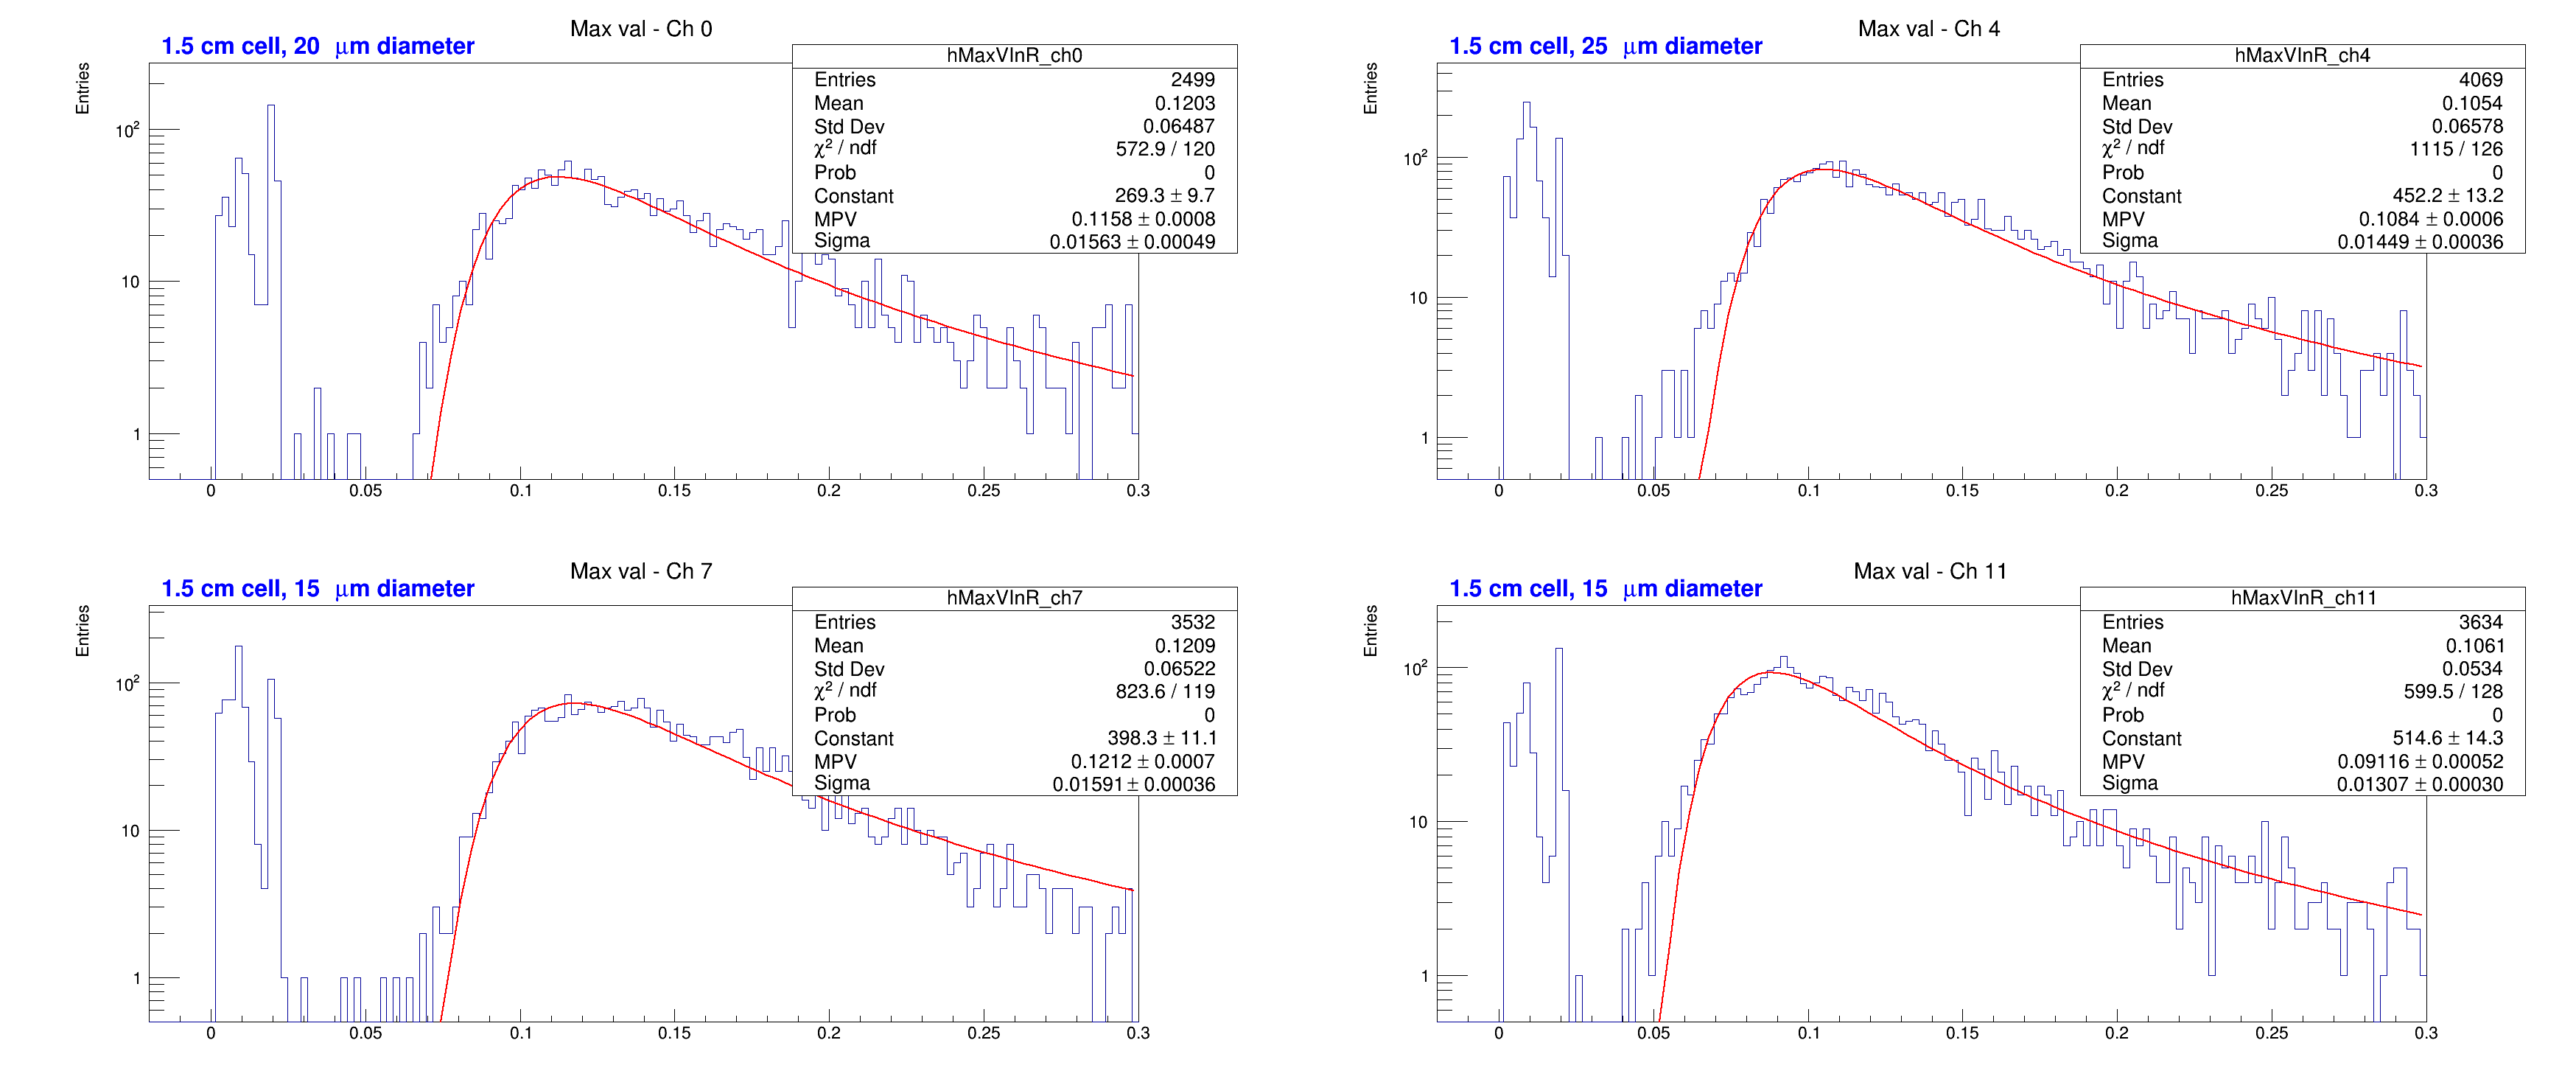 Max val - Ch 0
1.5 cm cell, 20 μm diameter
Entries
hMaxVInR_ch0
Entries 2499
Mean 0.1203
Std Dev 0.06487
χ² / ndf 572.9 / 120
Prob 0
Constant 269.3 ± 9.7
MPV 0.1158 ± 0.0008
Sigma 0.01563 ± 0.00049
10²
10
1
0 0.05 0.1 0.15 0.2 0.25 0.3
Max val - Ch 4
1.5 cm cell, 25 μm diameter
Entries
hMaxVInR_ch4
Entries 4069
Mean 0.1054
Std Dev 0.06578
χ² / ndf 1115 / 126
Prob 0
Constant 452.2 ± 13.2
MPV 0.1084 ± 0.0006
Sigma 0.01449 ± 0.00036
10²
10
1
0 0.05 0.1 0.15 0.2 0.25 0.3
Max val - Ch 7
1.5 cm cell, 15 μm diameter
Entries
hMaxVInR_ch7
Entries 3532
Mean 0.1209
Std Dev 0.06522
χ² / ndf 823.6 / 119
Prob 0
Constant 398.3 ± 11.1
MPV 0.1212 ± 0.0007
Sigma 0.01591 ± 0.00036
10²
10
1
0 0.05 0.1 0.15 0.2 0.25 0.3
Max val - Ch 11
1.5 cm cell, 15 μm diameter
Entries
hMaxVInR_ch11
Entries 3634
Mean 0.1061
Std Dev 0.0534
χ² / ndf 599.5 / 128
Prob 0
Constant 514.6 ± 14.3
MPV 0.09116 ± 0.00052
Sigma 0.01307 ± 0.00030
10²
10
1
0 0.05 0.1 0.15 0.2 0.25 0.3